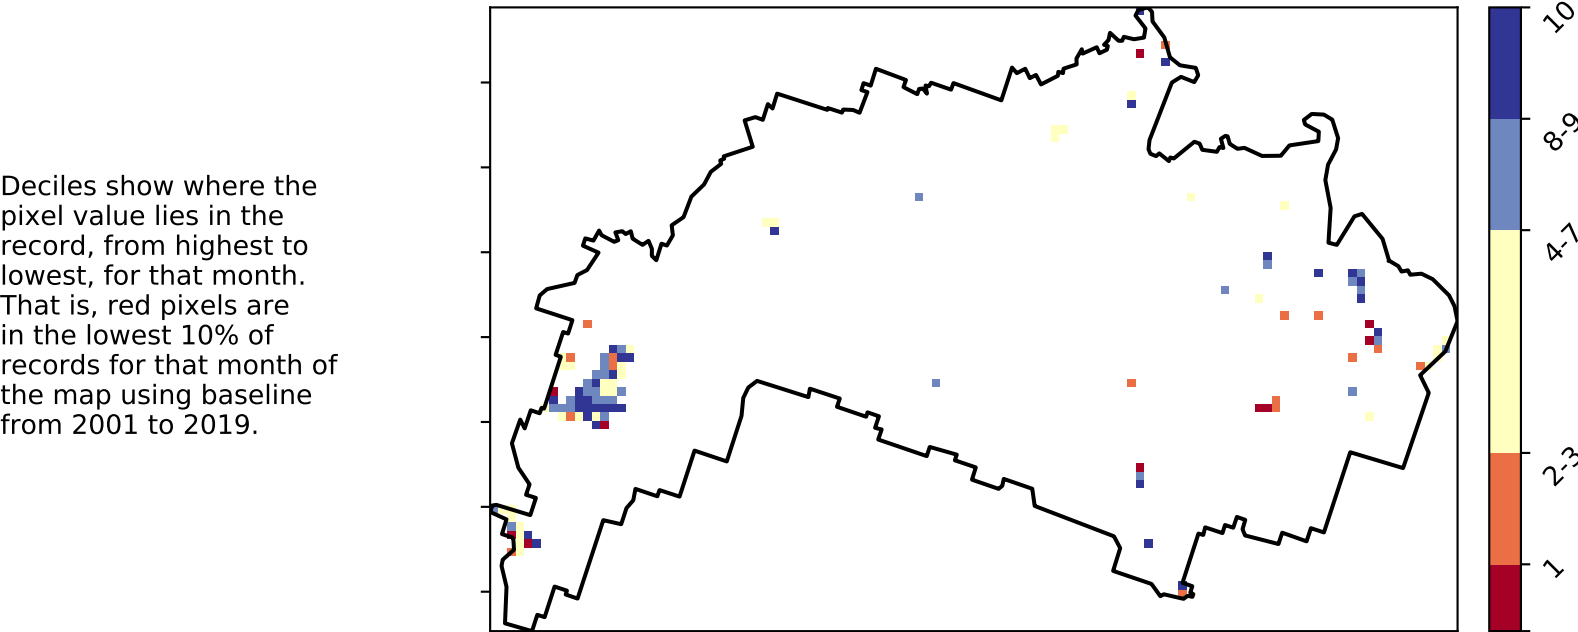 Deciles show where the
pixel value lies in the
record, from highest to
lowest, for that month.
That is, red pixels are
in the lowest 10% of
records for that month of
the map using baseline
from 2001 to 2019.
10
8-9
4-7
2-3
1